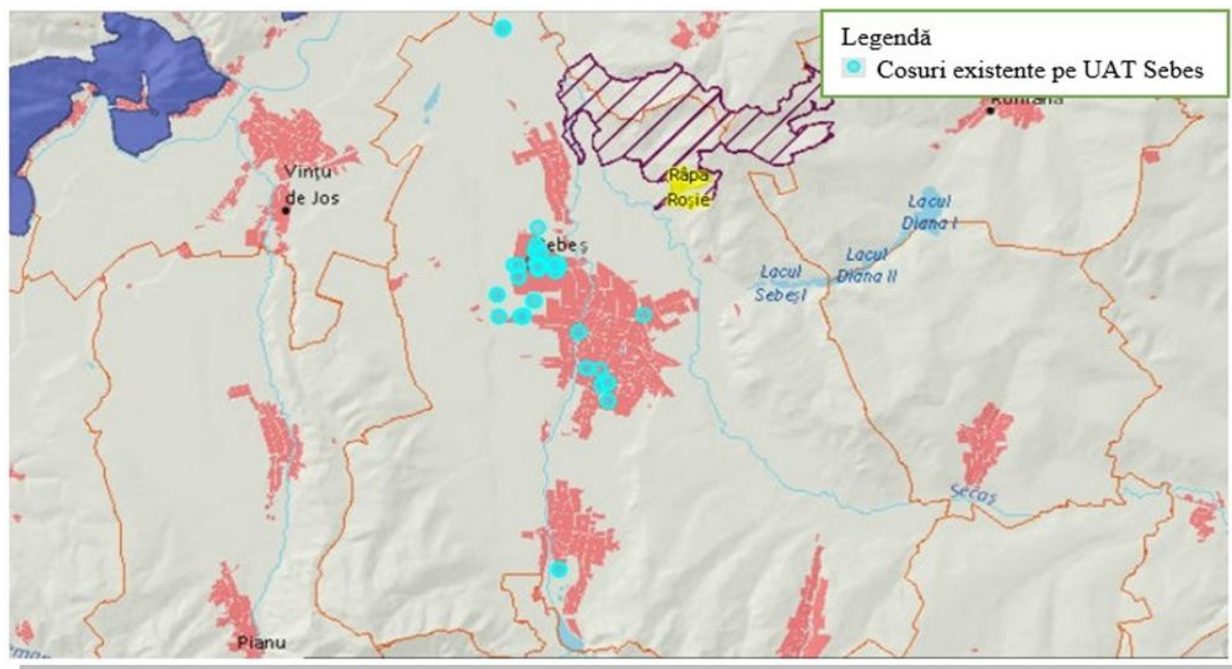 Legendă
Cosuri existente pe UAT Sebes
Râpa
Roșie
Vințu
de Jos
Lacul
Diana I
Sebeș
Lacul
Diana II
Lacul
Sebeșl
Secaș
Pianu